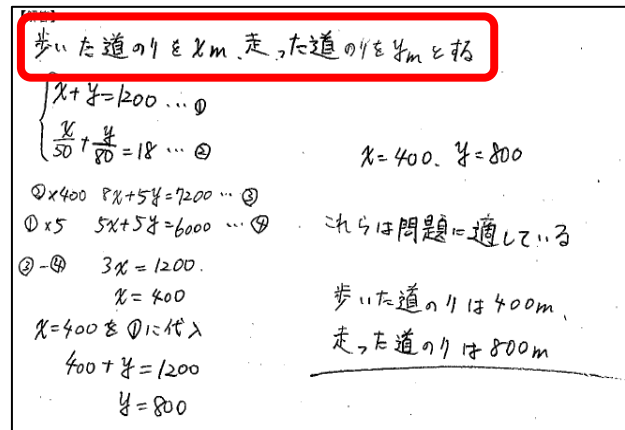 【解答】
歩いた道のりをxm、走った道のりをymとする
x+y=1200 … ①
x/50+y/80=18 … ②
②×400 8x+5y=7200 … ③
①×5 5x+5y=6000 … ④
③-④ 3x=1200.
x=400
x=400を①に代入
400+y=1200
y=800
x=400、y=800
これらは問題に適している
歩いた道のりは400m、
走った道のりは800m